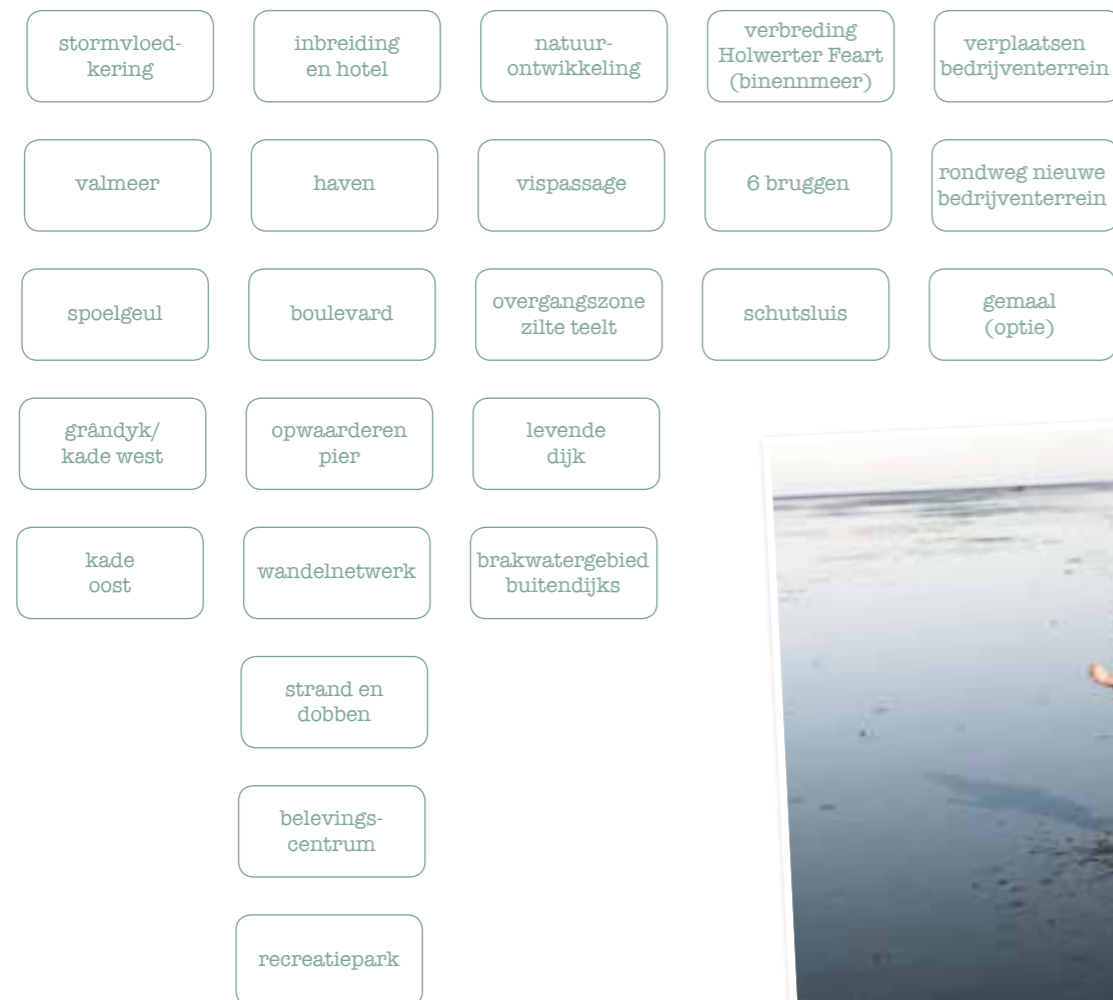 stormvloed-
kering
inbreiding
en hotel
natuur-
ontwikkeling
verbreding
Holwerter Feart
(binennmeer)
verplaatsen
bedrijventerrein
valmeer
haven
vispassage
6 bruggen
rondweg nieuwe
bedrijventerrein
spoelgeul
boulevard
overgangszone
zilte teelt
schutsluis
gemaal
(optie)
grândyk/
kade west
opwaarderen
pier
levende
dijk
kade
oost
wandelnetwerk
brakwatergebied
buitendijks
strand en
dobben
belevings-
centrum
recreatiepark